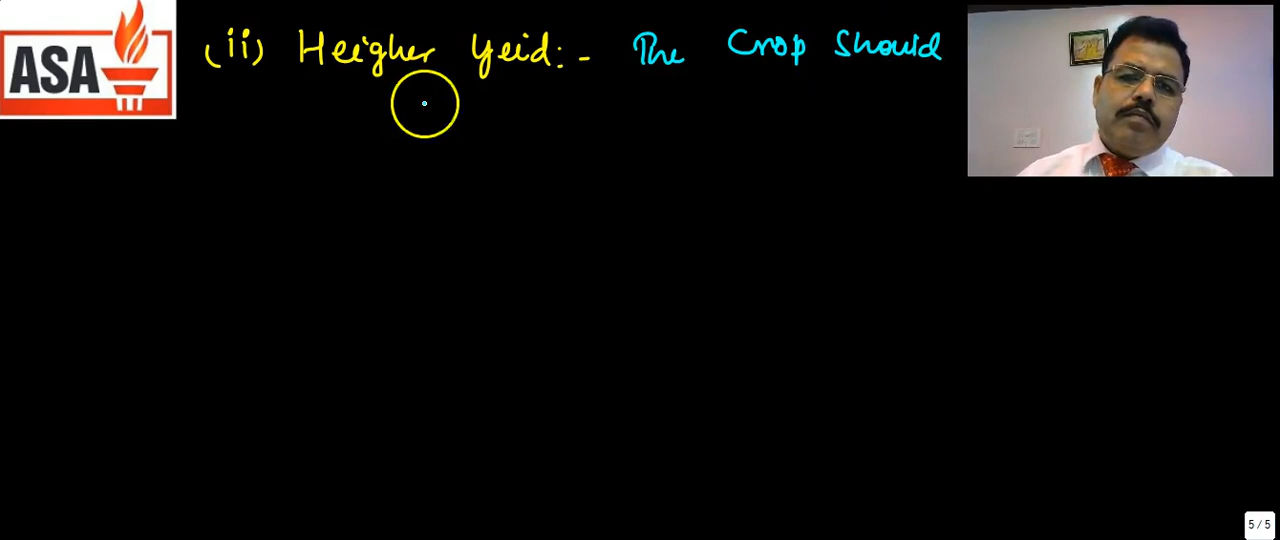 ASA
(ii) Heigher Yeid:- The Crop Should
5/5